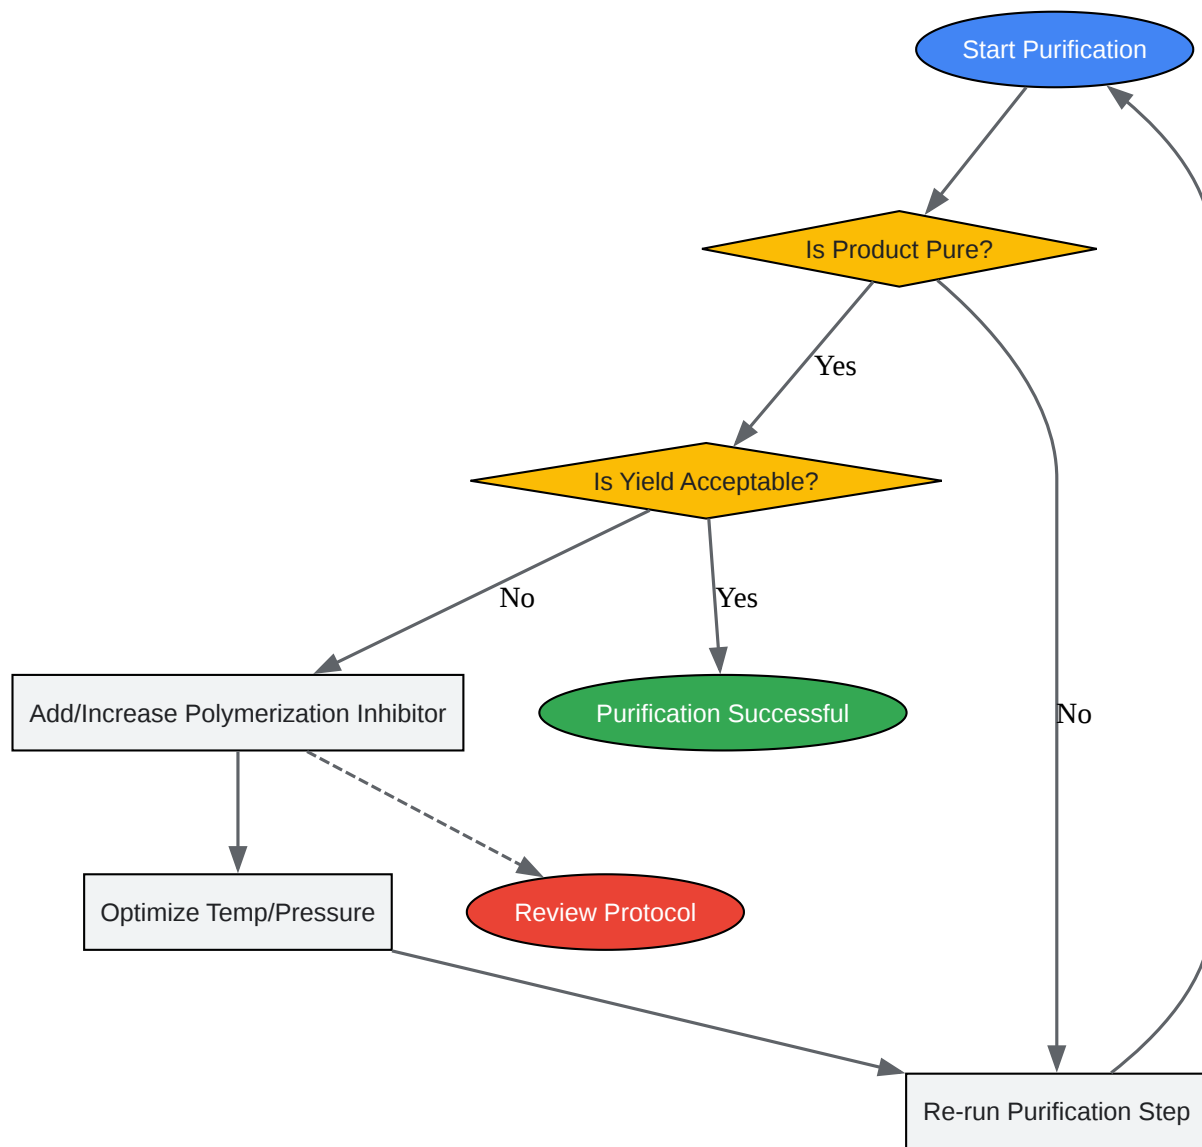 Start Purification
Is Product Pure?
Yes
Is Yield Acceptable?
No
Yes
Add/Increase Polymerization Inhibitor
Purification Successful
No
Optimize Temp/Pressure
Review Protocol
Re-run Purification Step